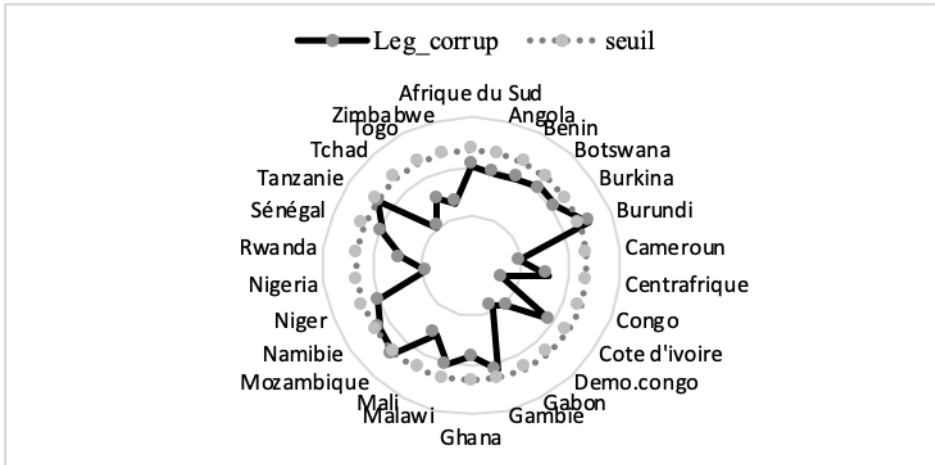 Leg_corrup seuil
Afrique du Sud
Zimbabwe Angola
Togo Benin
Tchad Botswana
Tanzanie Burkina
Sénégal Burundi
Rwanda Cameroun
Nigeria Centrafrique
Niger Congo
Namibie Cote d'ivoire
Mozambique Demo.congo
Mali Gabon
Malawi Gambie
Ghana